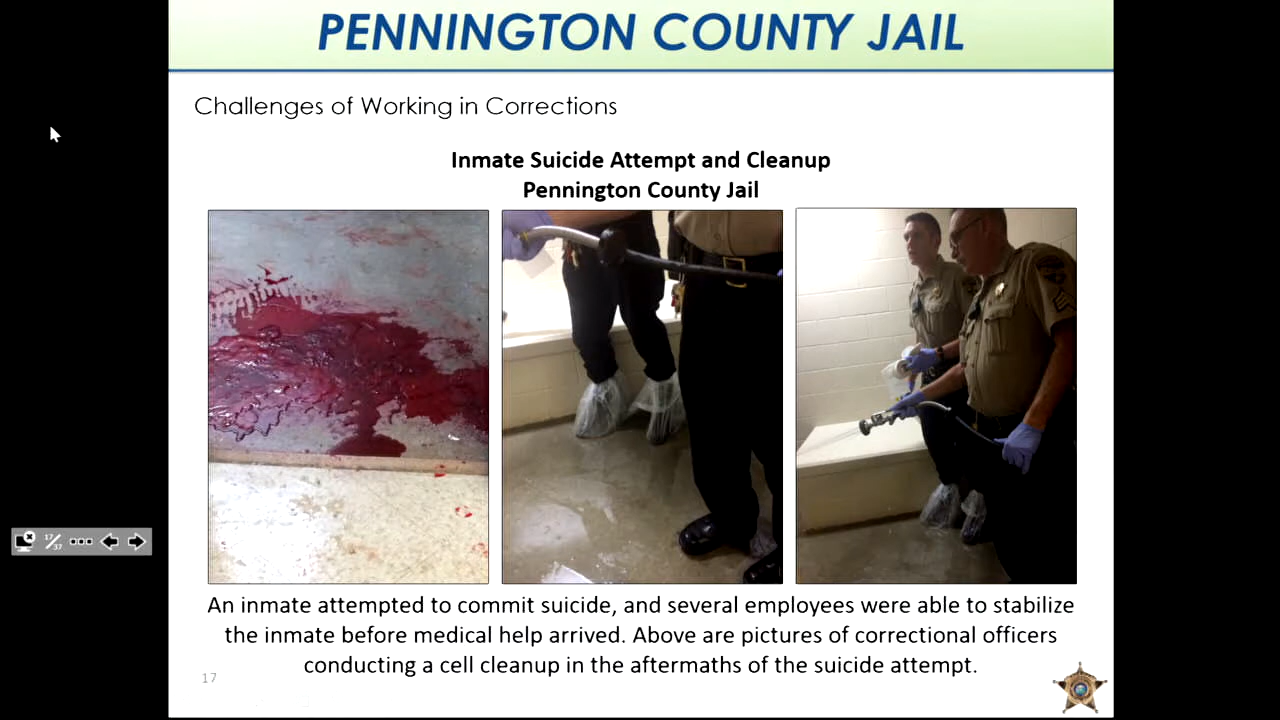 PENNINGTON COUNTY JAIL
Challenges of Working in Corrections
Inmate Suicide Attempt and Cleanup
Pennington County Jail
17/37
An inmate attempted to commit suicide, and several employees were able to stabilize
the inmate before medical help arrived. Above are pictures of correctional officers
conducting a cell cleanup in the aftermaths of the suicide attempt.
17